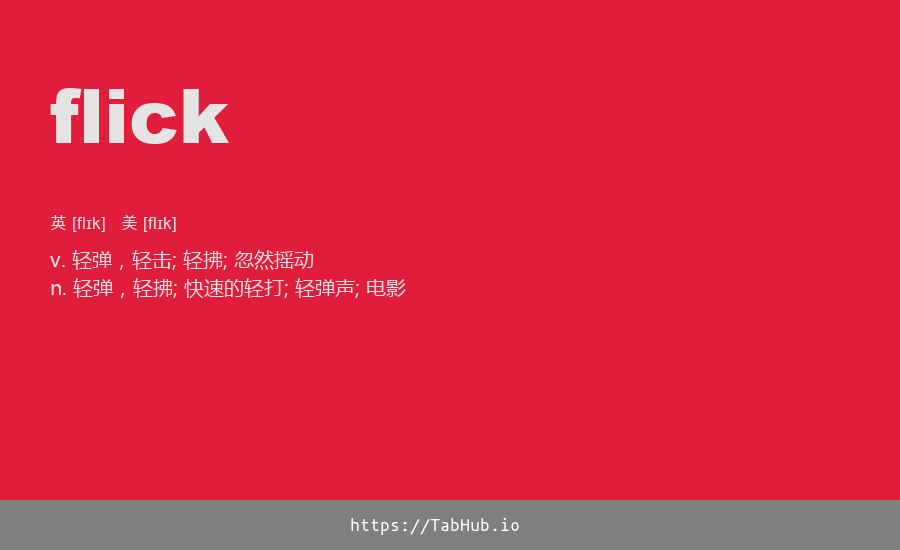 flick
英 [flɪk] 美 [flɪk]
v. 轻弹，轻击; 轻拂; 忽然摇动
n. 轻弹，轻拂; 快速的轻打; 轻弹声; 电影
https://TabHub.io